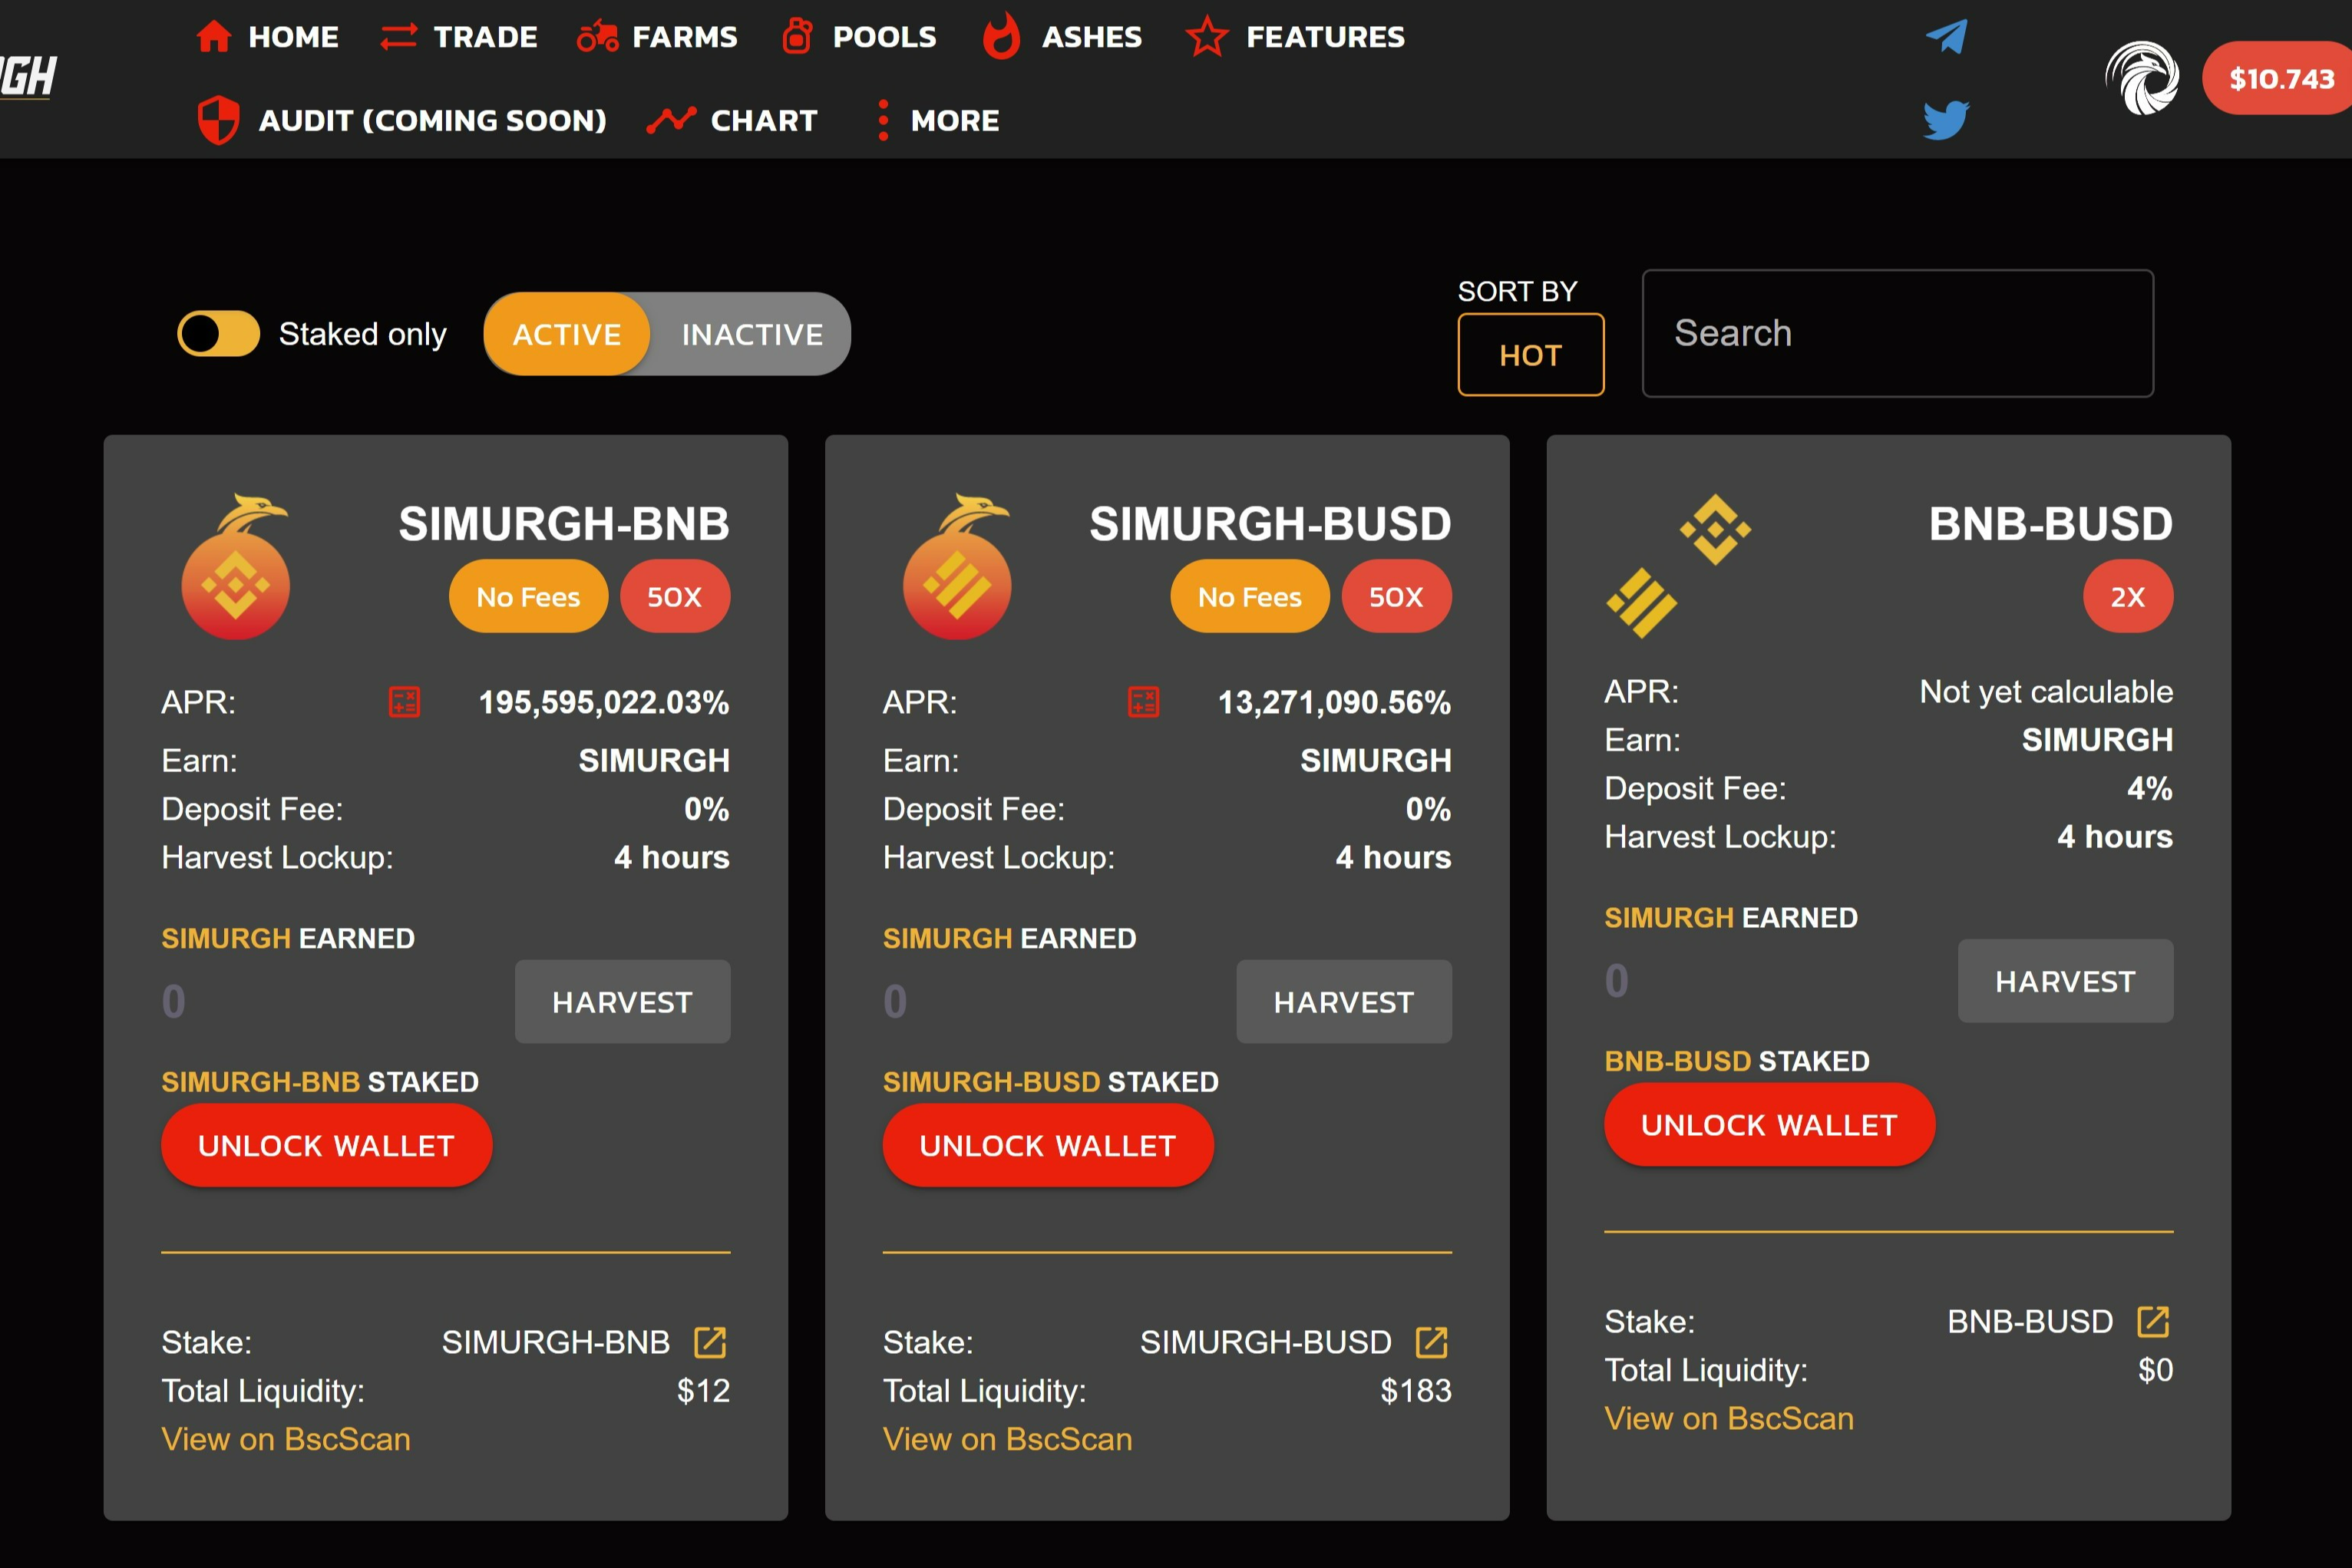 HOME TRADE FARMS POOLS ASHES FEATURES
AUDIT (COMING SOON) CHART MORE
$10.743
Staked only ACTIVE INACTIVE
SORT BY
HOT
Search
SIMURGH-BNB
No Fees 50X
APR: 195,595,022.03%
Earn: SIMURGH
Deposit Fee: 0%
Harvest Lockup: 4 hours
SIMURGH EARNED
0 HARVEST
SIMURGH-BNB STAKED
UNLOCK WALLET
Stake: SIMURGH-BNB
Total Liquidity: $12
View on BscScan
SIMURGH-BUSD
No Fees 50X
APR: 13,271,090.56%
Earn: SIMURGH
Deposit Fee: 0%
Harvest Lockup: 4 hours
SIMURGH EARNED
0 HARVEST
SIMURGH-BUSD STAKED
UNLOCK WALLET
Stake: SIMURGH-BUSD
Total Liquidity: $183
View on BscScan
BNB-BUSD
2X
APR: Not yet calculable
Earn: SIMURGH
Deposit Fee: 4%
Harvest Lockup: 4 hours
SIMURGH EARNED
0 HARVEST
BNB-BUSD STAKED
UNLOCK WALLET
Stake: BNB-BUSD
Total Liquidity: $0
View on BscScan